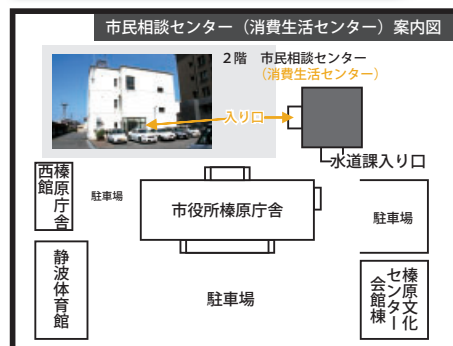 市民相談センター（消費生活センター）案内図
２階　市民相談センター
（消費生活センター）
入り口
水道課入り口
榛原庁舎
西館
駐車場
市役所榛原庁舎
駐車場
静波体育館
駐車場
榛原文化
センター
会館棟